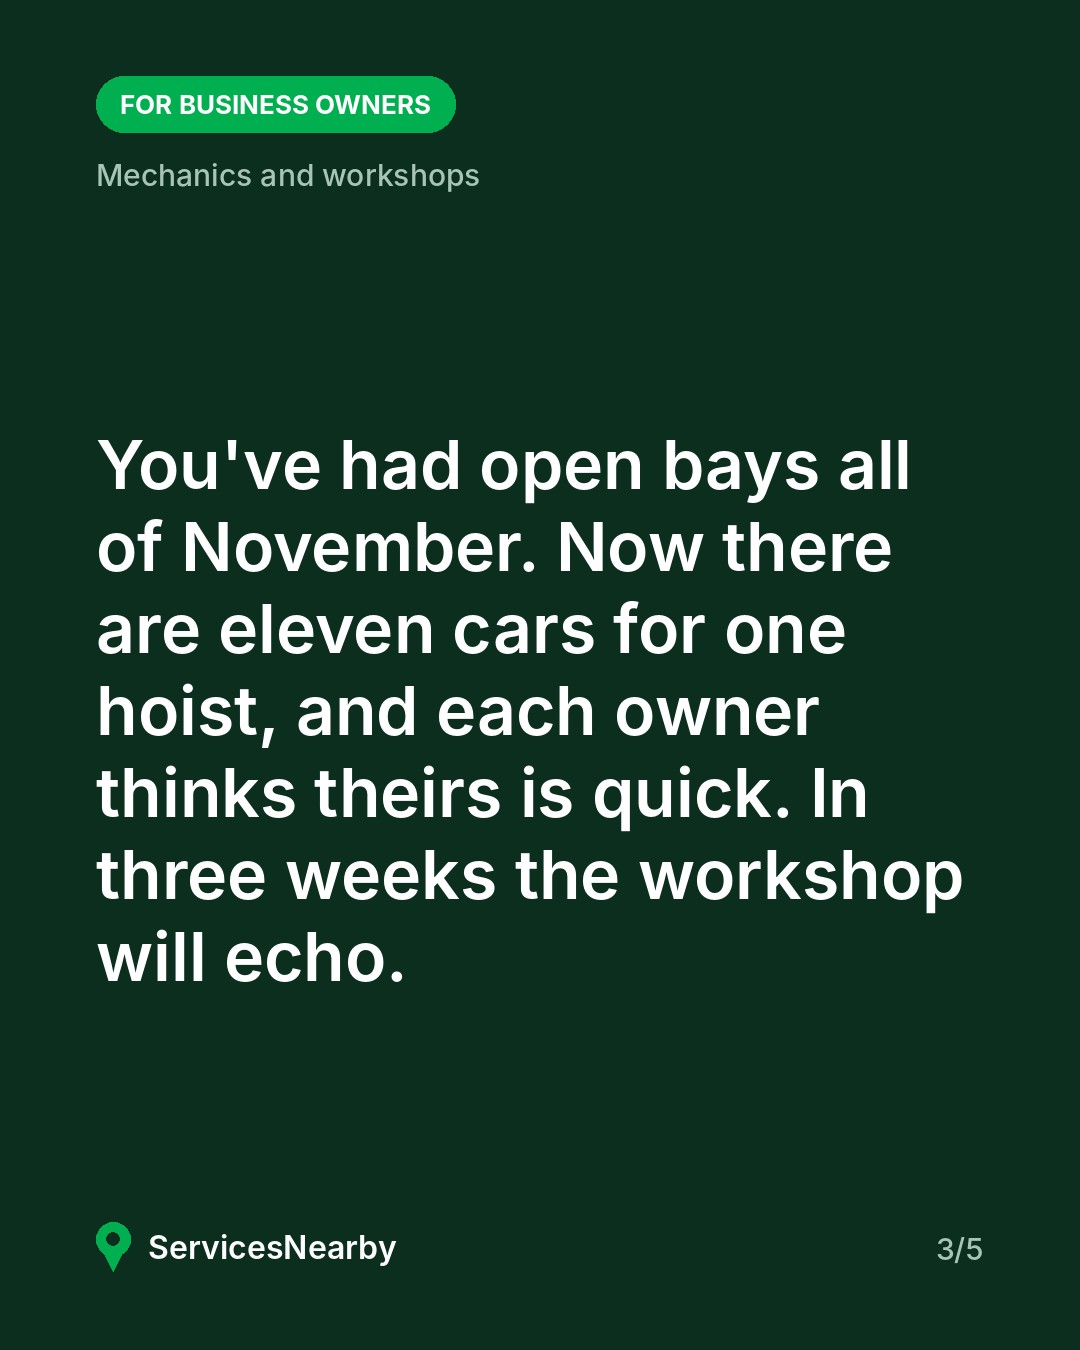 FOR BUSINESS OWNERS
Mechanics and workshops
You've had open bays all
of November. Now there
are eleven cars for one
hoist, and each owner
thinks theirs is quick. In
three weeks the workshop
will echo.
ServicesNearby
3/5